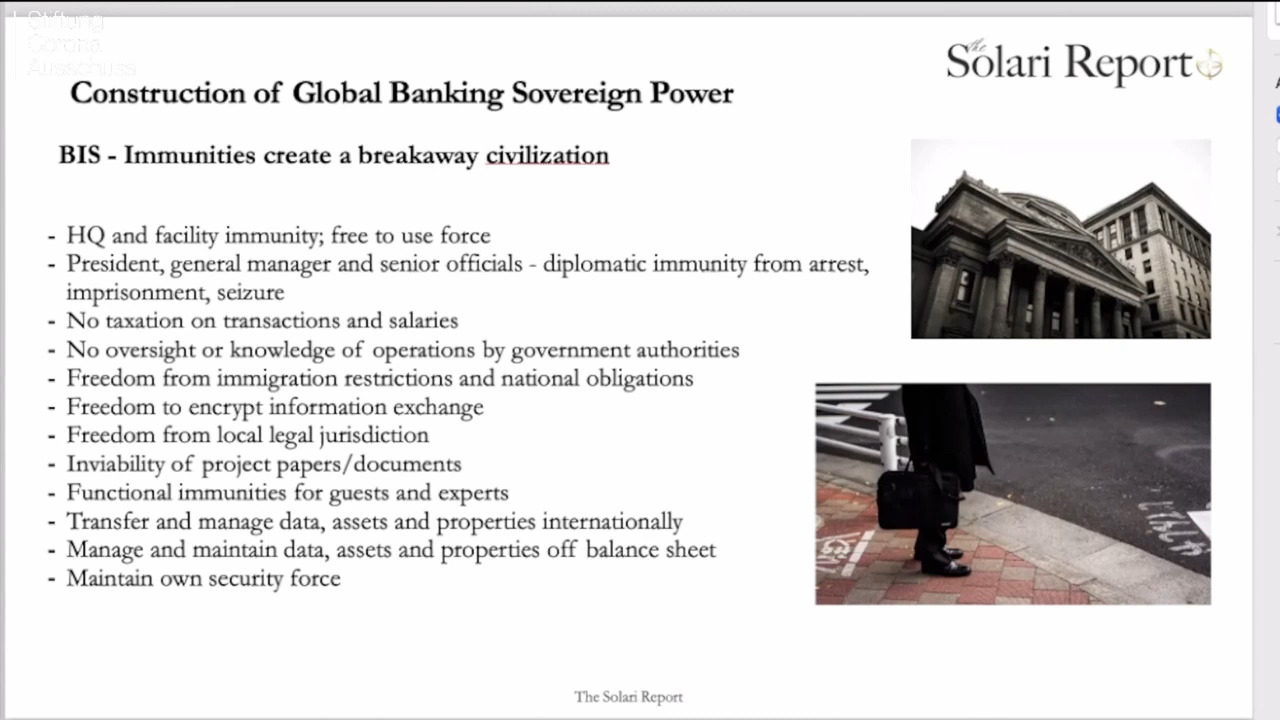 Stiftung
Corona
Ausschuss
the
Solari Report
Construction of Global Banking Sovereign Power
BIS - Immunities create a breakaway civilization
- HQ and facility immunity; free to use force
- President, general manager and senior officials - diplomatic immunity from arrest,
imprisonment, seizure
- No taxation on transactions and salaries
- No oversight or knowledge of operations by government authorities
- Freedom from immigration restrictions and national obligations
- Freedom to encrypt information exchange
- Freedom from local legal jurisdiction
- Inviability of project papers/documents
- Functional immunities for guests and experts
- Transfer and manage data, assets and properties internationally
- Manage and maintain data, assets and properties off balance sheet
- Maintain own security force
The Solari Report